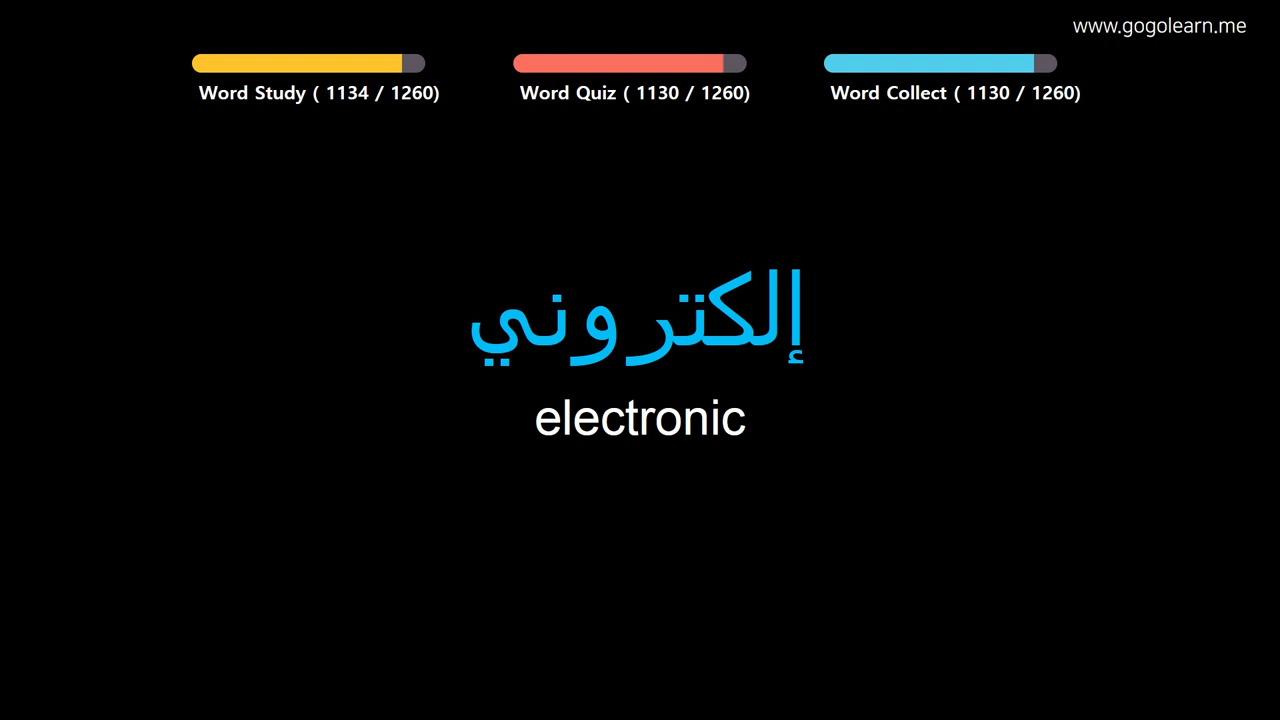 www.gogolearn.me
Word Study ( 1134 / 1260)
Word Quiz ( 1130 / 1260)
Word Collect ( 1130 / 1260)
إلكتروني
electronic